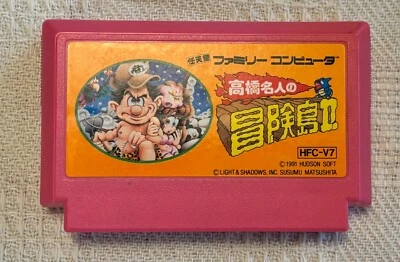 任天堂 ファミリー コンピュータ
高橋名人の
冒険島II
HFC-V7
©1991 HUDSON SOFT
©LIGHT & SHADOWS, INC. SUSUMU MATSUSHITA